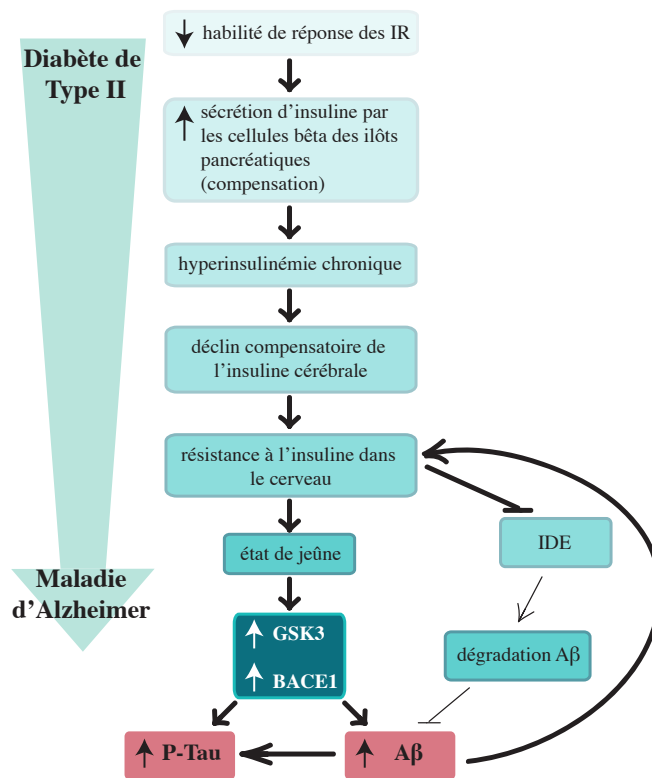 habilité de réponse des IR
Diabète de
Type II
sécrétion d'insuline par
les cellules bêta des ilôts
pancréatiques
(compensation)
hyperinsulinémie chronique
déclin compensatoire de
l'insuline cérébrale
résistance à l'insuline dans
le cerveau
IDE
état de jeûne
Maladie
d'Alzheimer
GSK3
BACE1
dégradation Aβ
P-Tau
Aβ